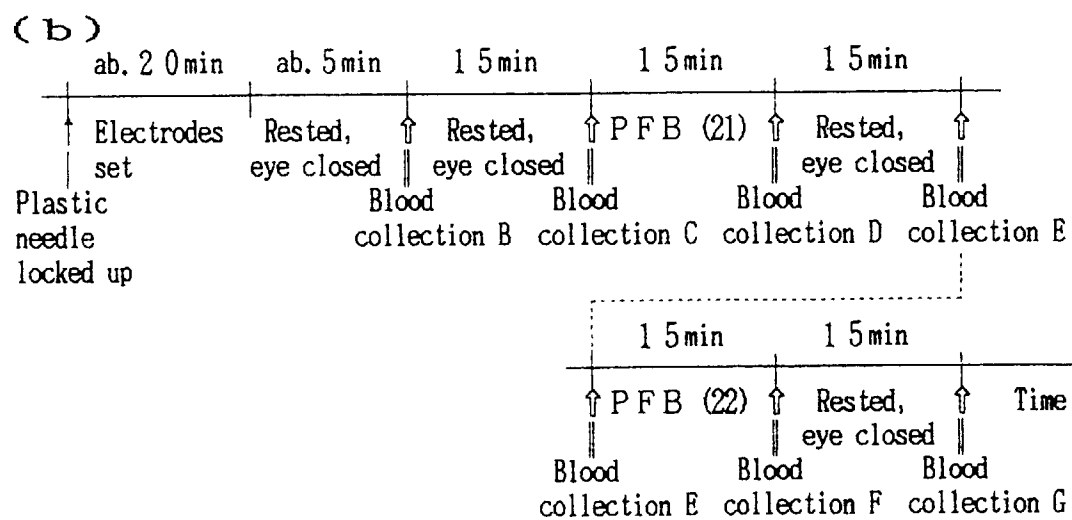 (b)
ab. 20min ab. 5min 15min 15min 15min
Electrodes set
Rested, eye closed
Rested, eye closed
PFB (21)
Rested, eye closed
Plastic needle locked up
Blood collection B
Blood collection C
Blood collection D
Blood collection E
15min 15min
PFB (22)
Rested, eye closed
Time
Blood collection E
Blood collection F
Blood collection G